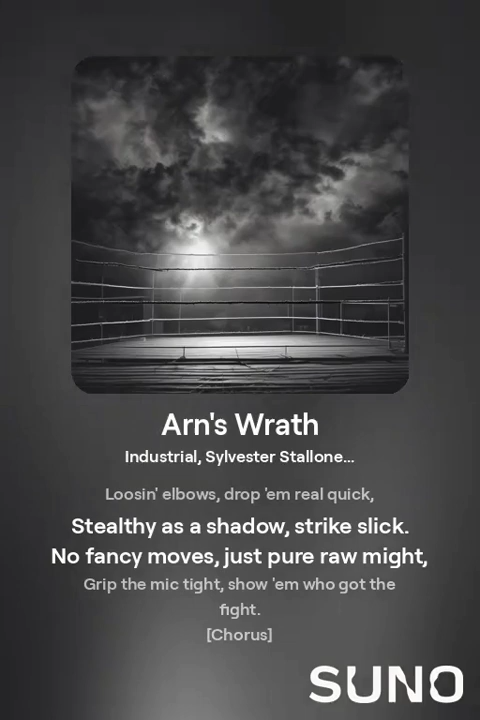 Arn's Wrath
Industrial, Sylvester Stallone...
Loosin' elbows, drop 'em real quick,
Stealthy as a shadow, strike slick.
No fancy moves, just pure raw might,
Grip the mic tight, show 'em who got the
fight.
[Chorus]
SUNO